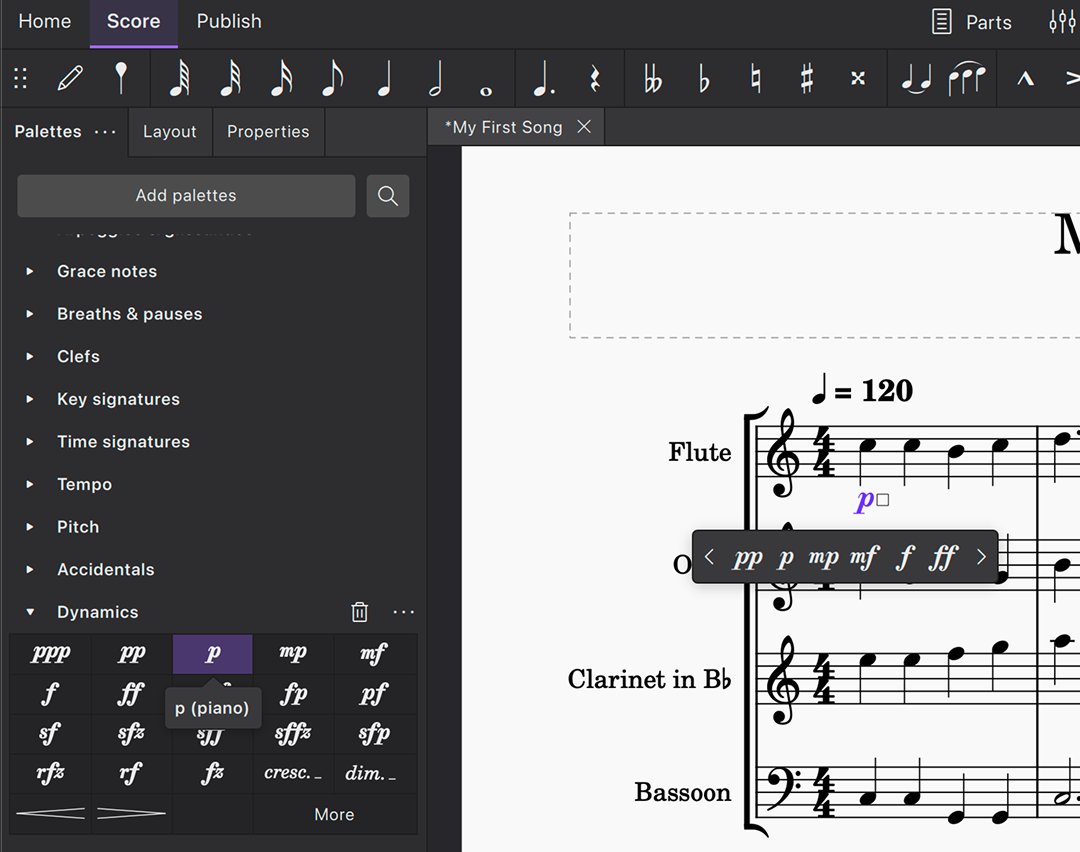 Home Score Publish Parts
Palettes ··· Layout Properties *My First Song
Add palettes
Grace notes
Breaths & pauses
Clefs
Key signatures
Time signatures
Tempo
Pitch
Accidentals
Dynamics ···
ppp pp p mp mf
f ff fp pf
p (piano)
sf sfz sff sffz sfp
rfz rf fz cresc._ dim._
More
♩ = 120
Flute
p
pp p mp mf f ff
Clarinet in B♭
Bassoon